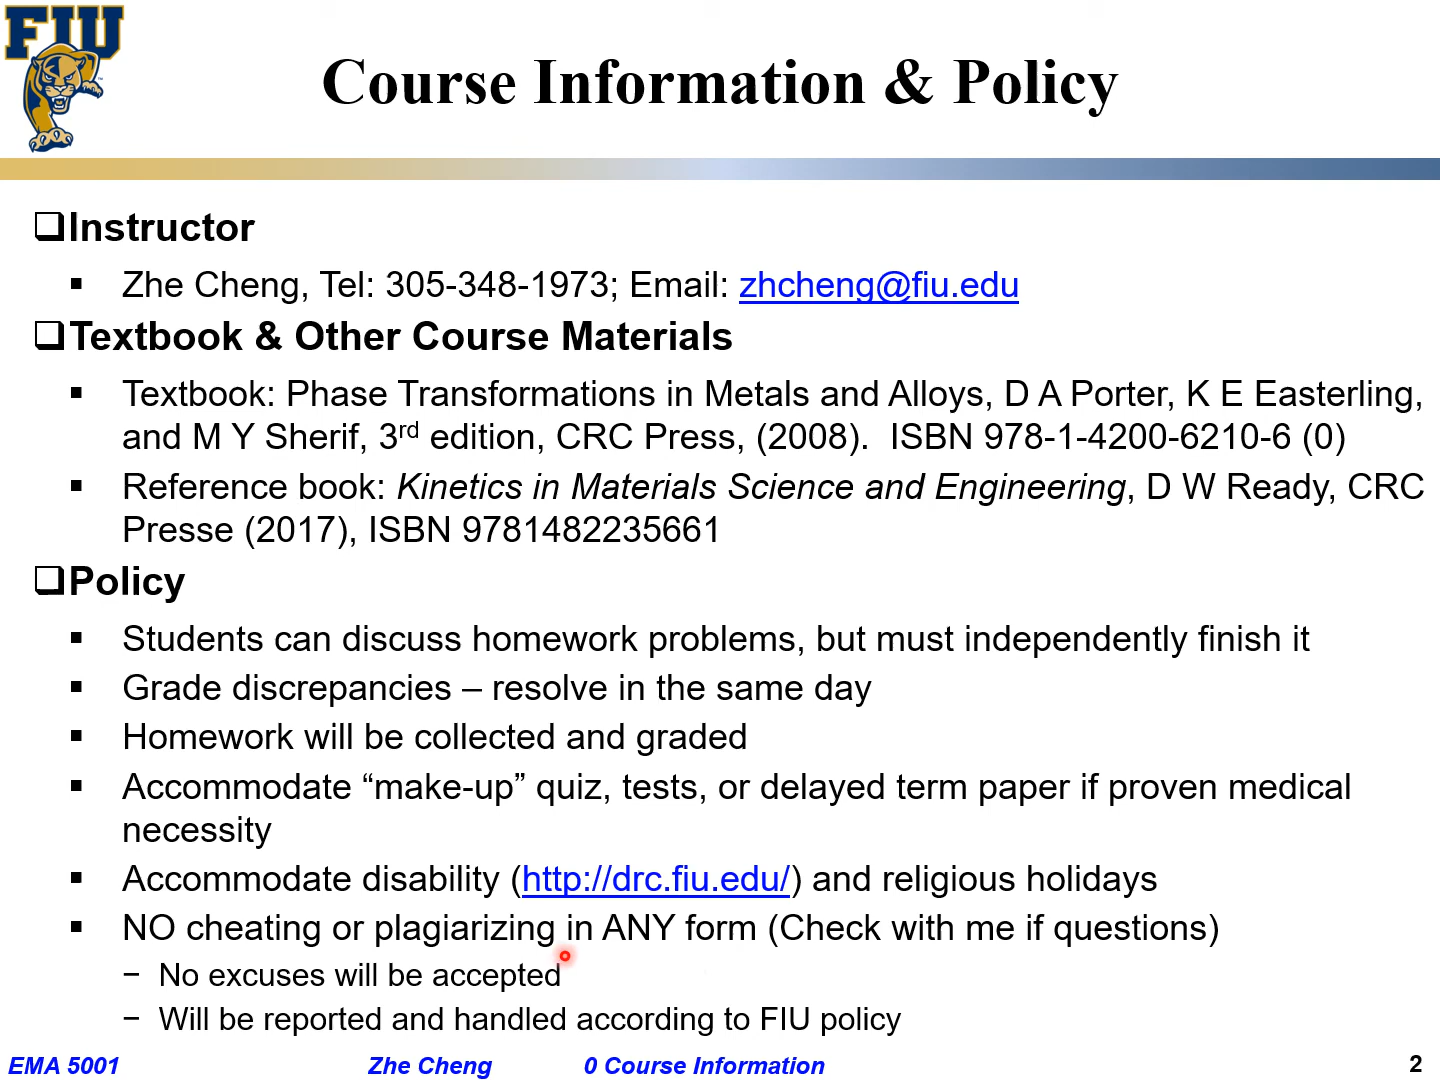 FIU
Course Information & Policy
Instructor
Zhe Cheng, Tel: 305-348-1973; Email: zhcheng@fiu.edu
Textbook & Other Course Materials
Textbook: Phase Transformations in Metals and Alloys, D A Porter, K E Easterling,
and M Y Sherif, 3rd edition, CRC Press, (2008).  ISBN 978-1-4200-6210-6 (0)
Reference book: Kinetics in Materials Science and Engineering, D W Ready, CRC
Presse (2017), ISBN 9781482235661
Policy
Students can discuss homework problems, but must independently finish it
Grade discrepancies – resolve in the same day
Homework will be collected and graded
Accommodate “make-up” quiz, tests, or delayed term paper if proven medical
necessity
Accommodate disability (http://drc.fiu.edu/) and religious holidays
NO cheating or plagiarizing in ANY form (Check with me if questions)
− No excuses will be accepted
− Will be reported and handled according to FIU policy
EMA 5001 Zhe Cheng 0 Course Information 2